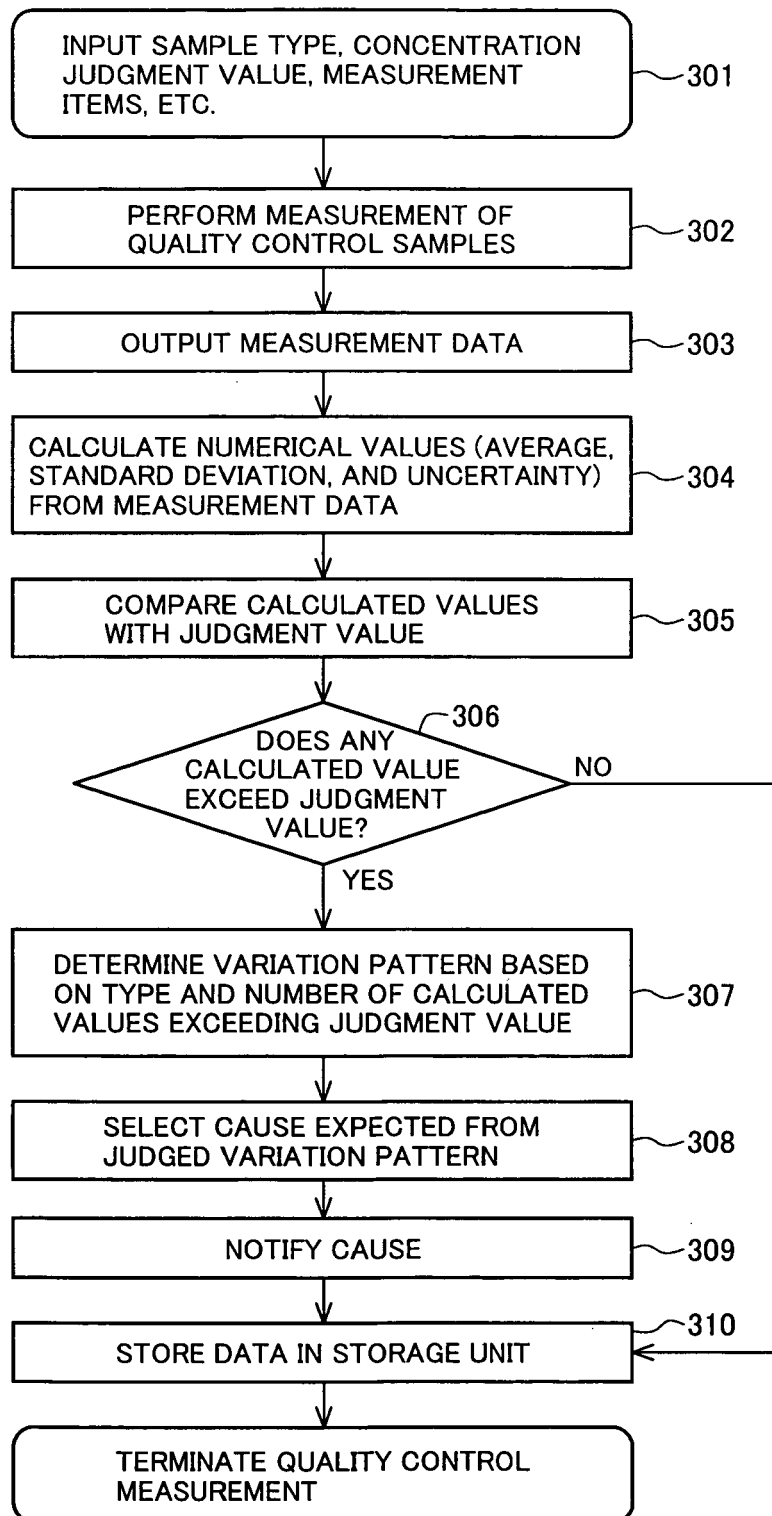 INPUT SAMPLE TYPE, CONCENTRATION
JUDGMENT VALUE, MEASUREMENT
ITEMS, ETC.
301
PERFORM MEASUREMENT OF
QUALITY CONTROL SAMPLES
302
OUTPUT MEASUREMENT DATA
303
CALCULATE NUMERICAL VALUES (AVERAGE,
STANDARD DEVIATION, AND UNCERTAINTY)
FROM MEASUREMENT DATA
304
COMPARE CALCULATED VALUES
WITH JUDGMENT VALUE
305
306
DOES ANY
CALCULATED VALUE
EXCEED JUDGMENT
VALUE?
NO
YES
DETERMINE VARIATION PATTERN BASED
ON TYPE AND NUMBER OF CALCULATED
VALUES EXCEEDING JUDGMENT VALUE
307
SELECT CAUSE EXPECTED FROM
JUDGED VARIATION PATTERN
308
NOTIFY CAUSE
309
STORE DATA IN STORAGE UNIT
310
TERMINATE QUALITY CONTROL
MEASUREMENT